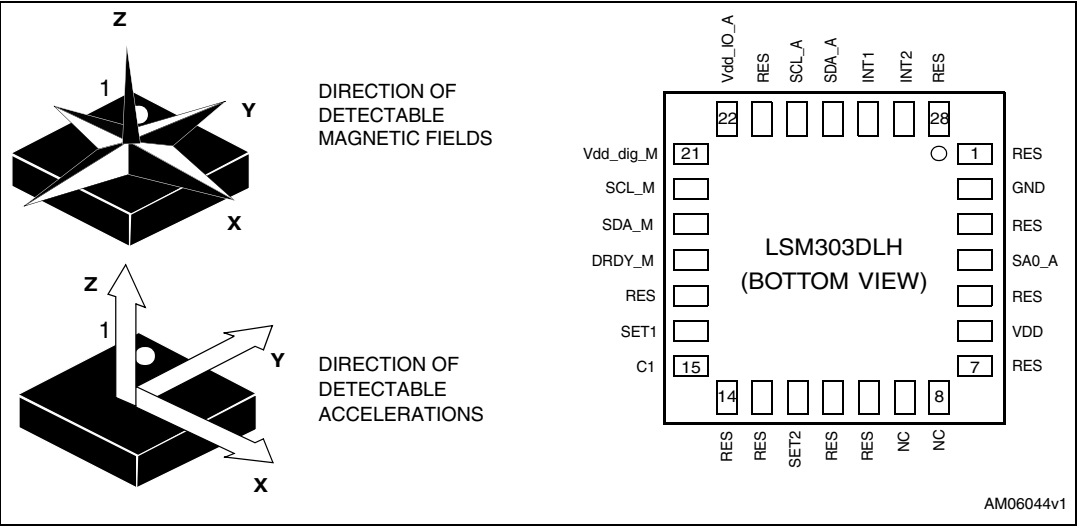 Z
1
Y
X
DIRECTION OF
DETECTABLE
MAGNETIC FIELDS
Z
1
Y
X
DIRECTION OF
DETECTABLE
ACCELERATIONS
Vdd_IO_A
RES
SCL_A
SDA_A
INT1
INT2
RES
22
28
Vdd_dig_M
21
1
RES
SCL_M
GND
SDA_M
RES
DRDY_M
SA0_A
RES
RES
SET1
VDD
C1
15
7
RES
LSM303DLH
(BOTTOM VIEW)
14
8
RES
RES
SET2
RES
RES
NC
NC
AM06044v1